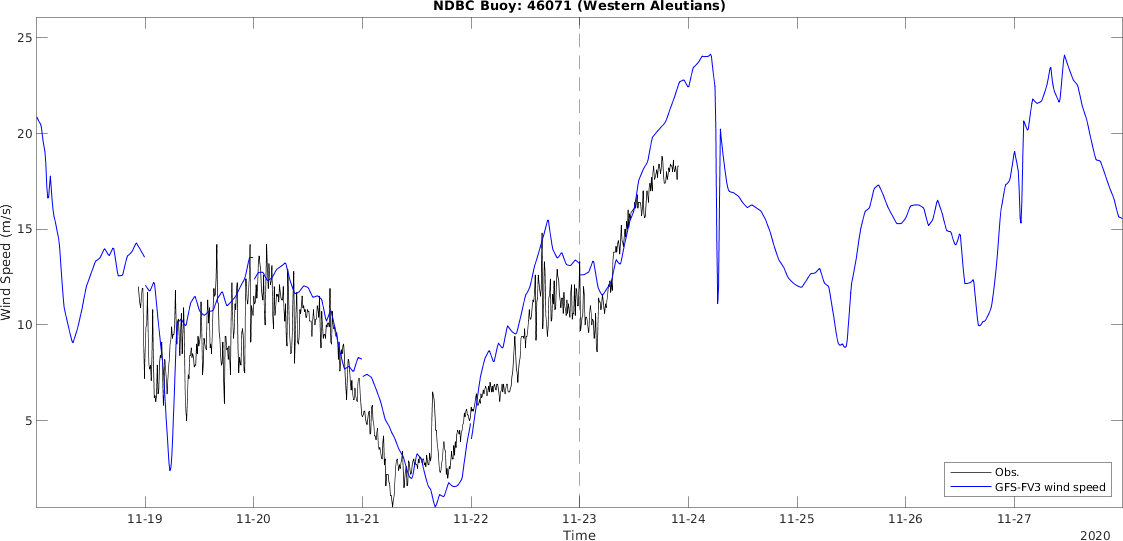 NDBC Buoy: 46071 (Western Aleutians)
25
20
15
10
5
Wind Speed (m/s)
11-19 11-20 11-21 11-22 11-23 11-24 11-25 11-26 11-27
Time
2020
Obs.
GFS-FV3 wind speed